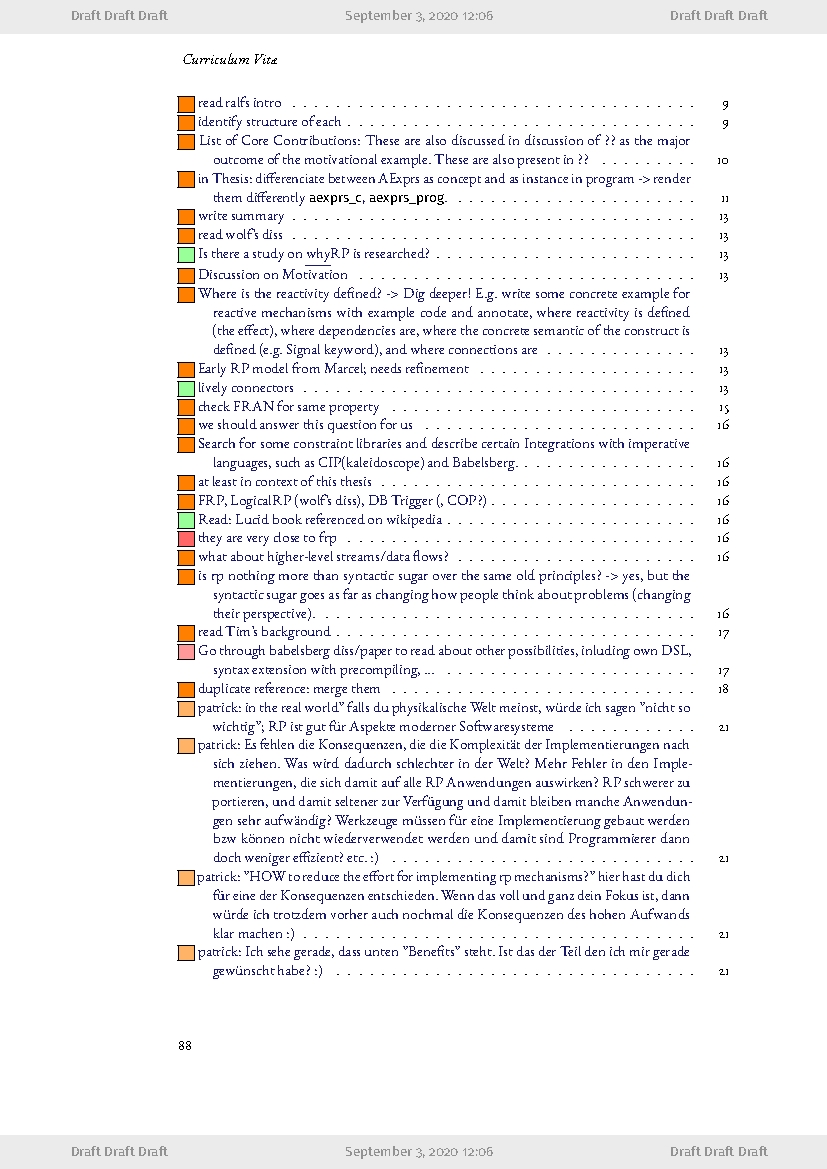 Draft Draft Draft September 3, 2020 12:06 Draft Draft Draft
Curriculum Vitæ
read ralfs intro . . . . . . . . . . . . . . . . . . . . . . . . . . . . . . 9
identify structure of each . . . . . . . . . . . . . . . . . . . . . . . . . . 9
List of Core Contributions: These are also discussed in discussion of ?? as the major
outcome of the motivational example. These are also present in ?? . . . . . . . . . 10
in Thesis: differenciate between AExprs as concept and as instance in program -> render
them differently aexprs_c, aexprs_prog. . . . . . . . . . . . . . . . . . . 11
write summary . . . . . . . . . . . . . . . . . . . . . . . . . . . . . . 13
read wolf's diss . . . . . . . . . . . . . . . . . . . . . . . . . . . . . . 13
Is there a study on whyRP is researched? . . . . . . . . . . . . . . . . . . . . 13
Discussion on Motivation . . . . . . . . . . . . . . . . . . . . . . . . . 13
Where is the reactivity defined? -> Dig deeper! E.g. write some concrete example for
reactive mechanisms with example code and annotate, where reactivity is defined
(the effect), where dependencies are, where the concrete semantic of the construct is
defined (e.g. Signal keyword), and where connections are . . . . . . . . . . . . . 13
Early RP model from Marcel; needs refinement . . . . . . . . . . . . . . . . . 13
lively connectors . . . . . . . . . . . . . . . . . . . . . . . . . . . . . 13
check FRAN for same property . . . . . . . . . . . . . . . . . . . . . . . 15
we should answer this question for us . . . . . . . . . . . . . . . . . . . . . 16
Search for some constraint libraries and describe certain Integrations with imperative
languages, such as CIP(kaleidoscope) and Babelsberg. . . . . . . . . . . . . . . . 16
at least in context of this thesis . . . . . . . . . . . . . . . . . . . . . . . . 16
FRP, LogicalRP (wolf's diss), DB Trigger (, COP?) . . . . . . . . . . . . . . . . 16
Read: Lucid book referenced on wikipedia . . . . . . . . . . . . . . . . . . . 16
they are very close to frp . . . . . . . . . . . . . . . . . . . . . . . . . . 16
what about higher-level streams/data flows? . . . . . . . . . . . . . . . . . . . 16
is rp nothing more than syntactic sugar over the same old principles? -> yes, but the
syntactic sugar goes as far as changing how people think about problems (changing
their perspective). . . . . . . . . . . . . . . . . . . . . . . . . . . . . . 16
read Tim's background . . . . . . . . . . . . . . . . . . . . . . . . . . . 17
Go through babelsberg diss/paper to read about other possibilities, inluding own DSL,
syntax extension with precompiling, ... . . . . . . . . . . . . . . . . . . . . 17
duplicate reference: merge them . . . . . . . . . . . . . . . . . . . . . . . 18
patrick: in the real world" falls du physikalische Welt meinst, würde ich sagen "nicht so
wichtig"; RP ist gut für Aspekte moderner Softwaresysteme . . . . . . . . . . . . 21
patrick: Es fehlen die Konsequenzen, die die Komplexität der Implementierungen nach
sich ziehen. Was wird dadurch schlechter in der Welt? Mehr Fehler in den Imple-
mentierungen, die sich damit auf alle RP Anwendungen auswirken? RP schwerer zu
portieren, und damit seltener zur Verfügung und damit bleiben manche Anwendun-
gen sehr aufwändig? Werkzeuge müssen für eine Implementierung gebaut werden
bzw können nicht wiederverwendet werden und damit sind Programmierer dann
doch weniger effizient? etc. :) . . . . . . . . . . . . . . . . . . . . . . . . 21
patrick: "HOW to reduce the effort for implementing rp mechanisms?" hier hast du dich
für eine der Konsequenzen entschieden. Wenn das voll und ganz dein Fokus ist, dann
würde ich trotzdem vorher auch nochmal die Konsequenzen des hohen Aufwands
klar machen :) . . . . . . . . . . . . . . . . . . . . . . . . . . . . . . 21
patrick: Ich sehe gerade, dass unten "Benefits" steht. Ist das der Teil den ich mir gerade
gewünscht habe? :) . . . . . . . . . . . . . . . . . . . . . . . . . . . . 21
88
Draft Draft Draft September 3, 2020 12:06 Draft Draft Draft